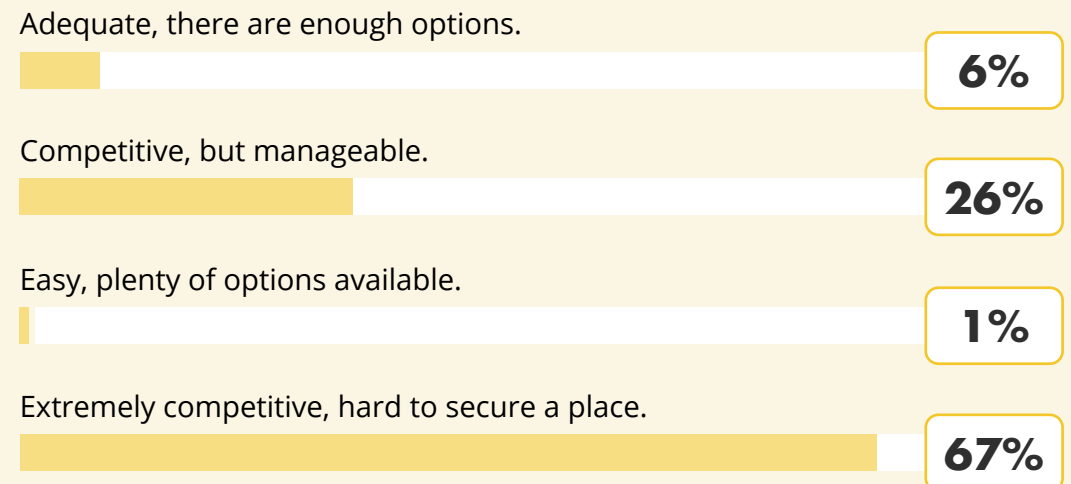 Adequate, there are enough options.
6%
Competitive, but manageable.
26%
Easy, plenty of options available.
1%
Extremely competitive, hard to secure a place.
67%